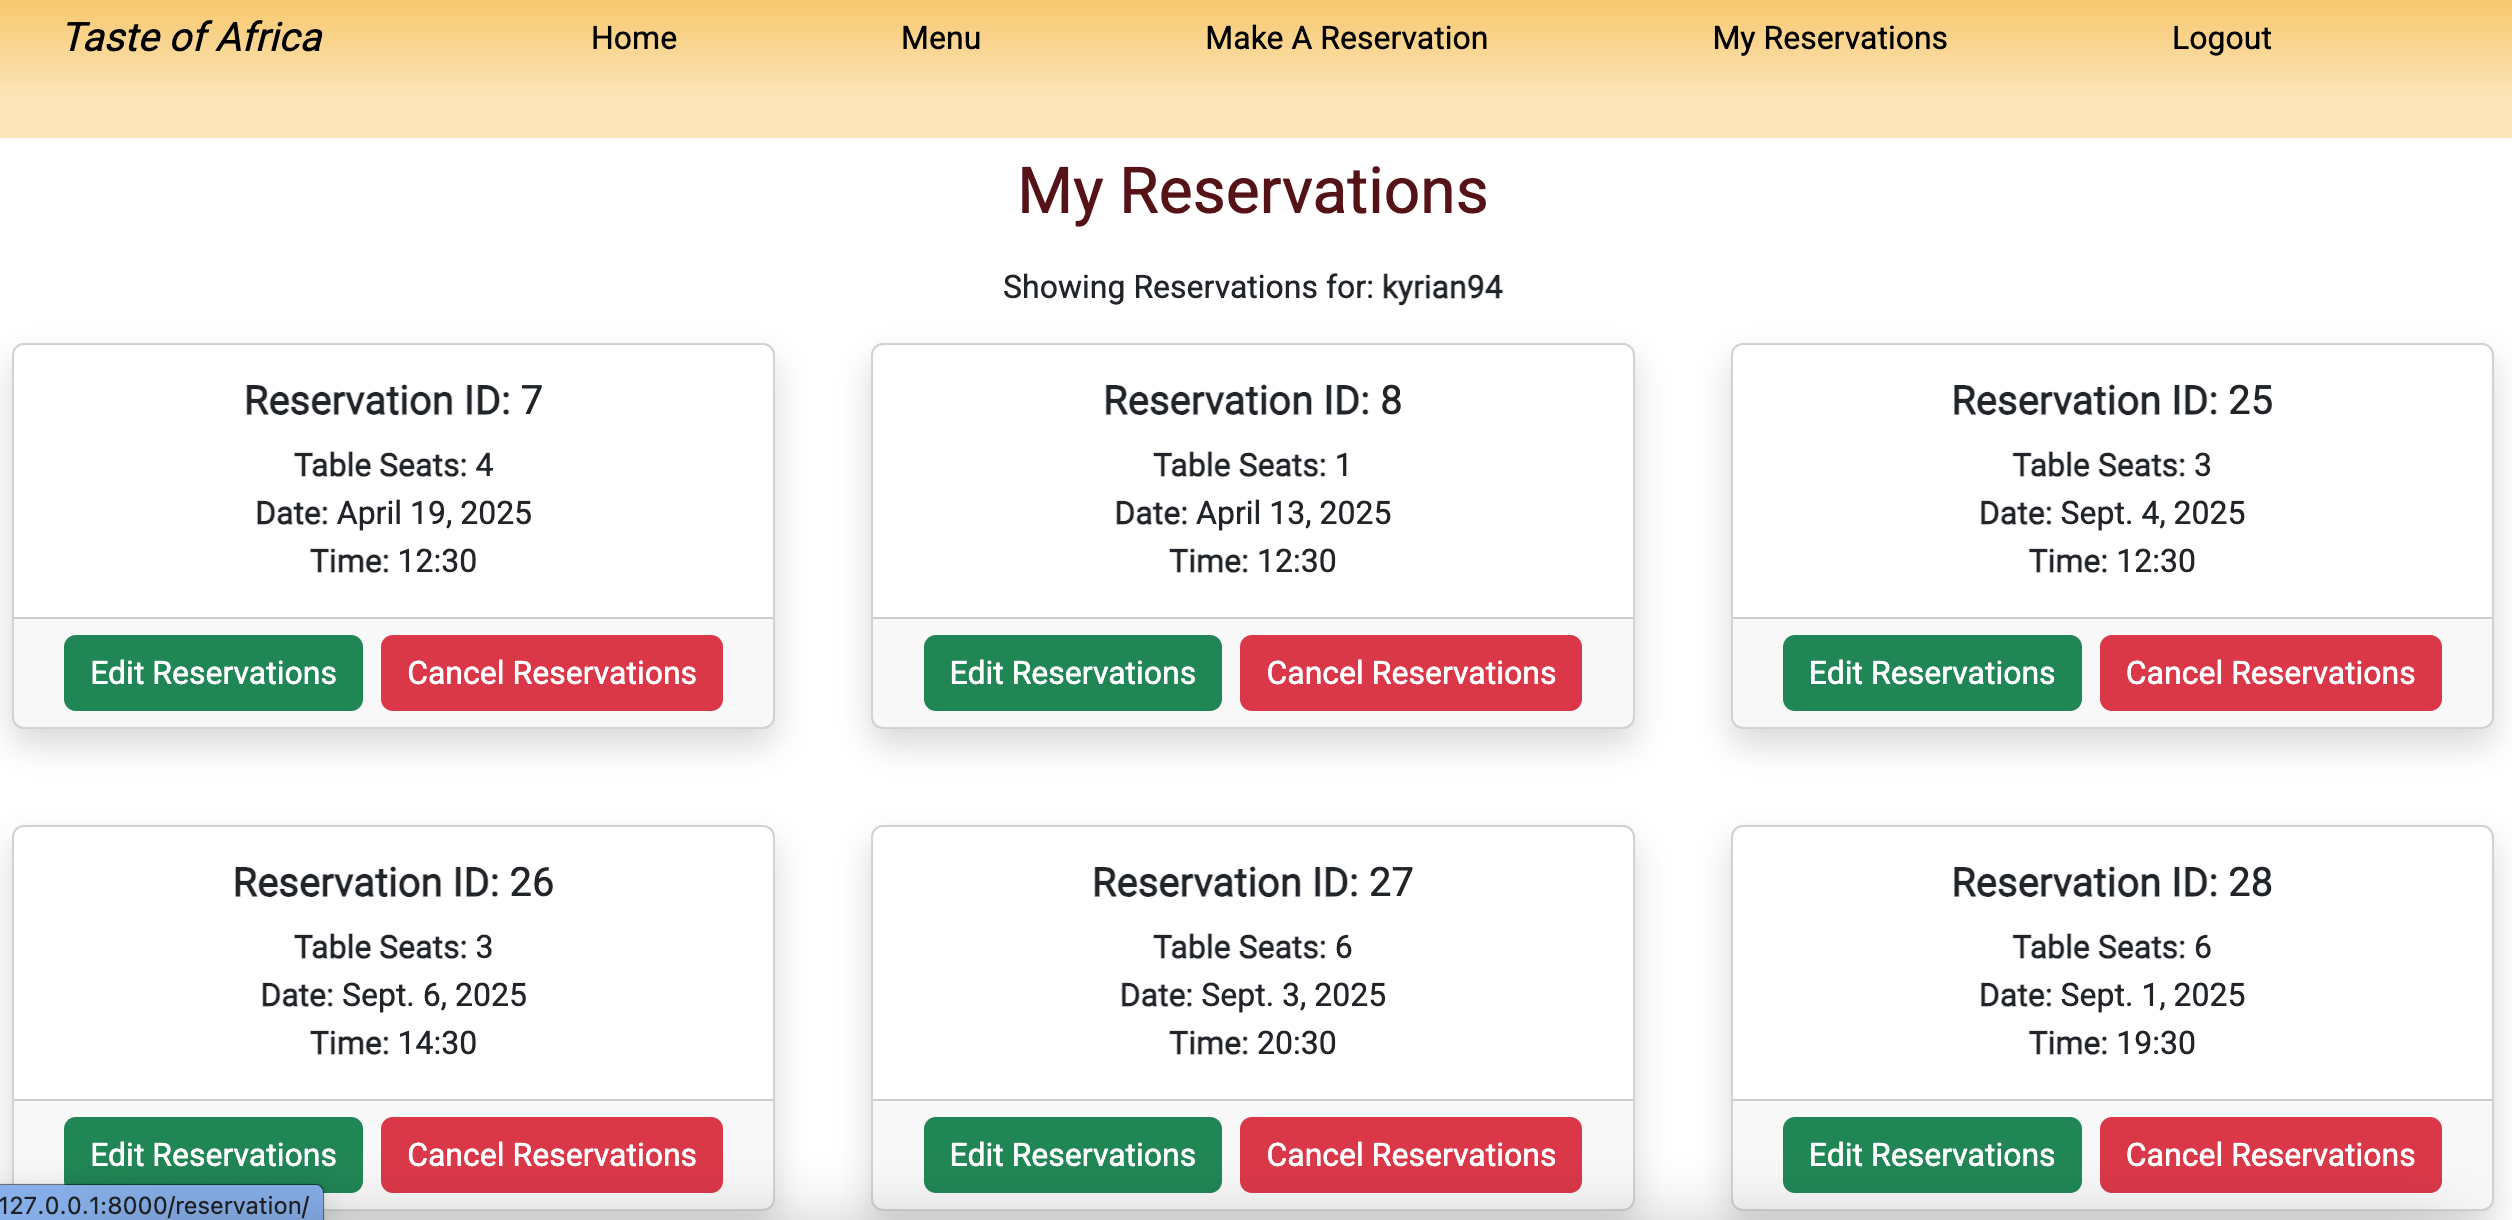 Taste of Africa Home Menu Make A Reservation My Reservations Logout
My Reservations
Showing Reservations for: kyrian94
Reservation ID: 7
Table Seats: 4
Date: April 19, 2025
Time: 12:30
Edit Reservations Cancel Reservations
Reservation ID: 8
Table Seats: 1
Date: April 13, 2025
Time: 12:30
Edit Reservations Cancel Reservations
Reservation ID: 25
Table Seats: 3
Date: Sept. 4, 2025
Time: 12:30
Edit Reservations Cancel Reservations
Reservation ID: 26
Table Seats: 3
Date: Sept. 6, 2025
Time: 14:30
Edit Reservations Cancel Reservations
Reservation ID: 27
Table Seats: 6
Date: Sept. 3, 2025
Time: 20:30
Edit Reservations Cancel Reservations
Reservation ID: 28
Table Seats: 6
Date: Sept. 1, 2025
Time: 19:30
Edit Reservations Cancel Reservations
127.0.0.1:8000/reservation/